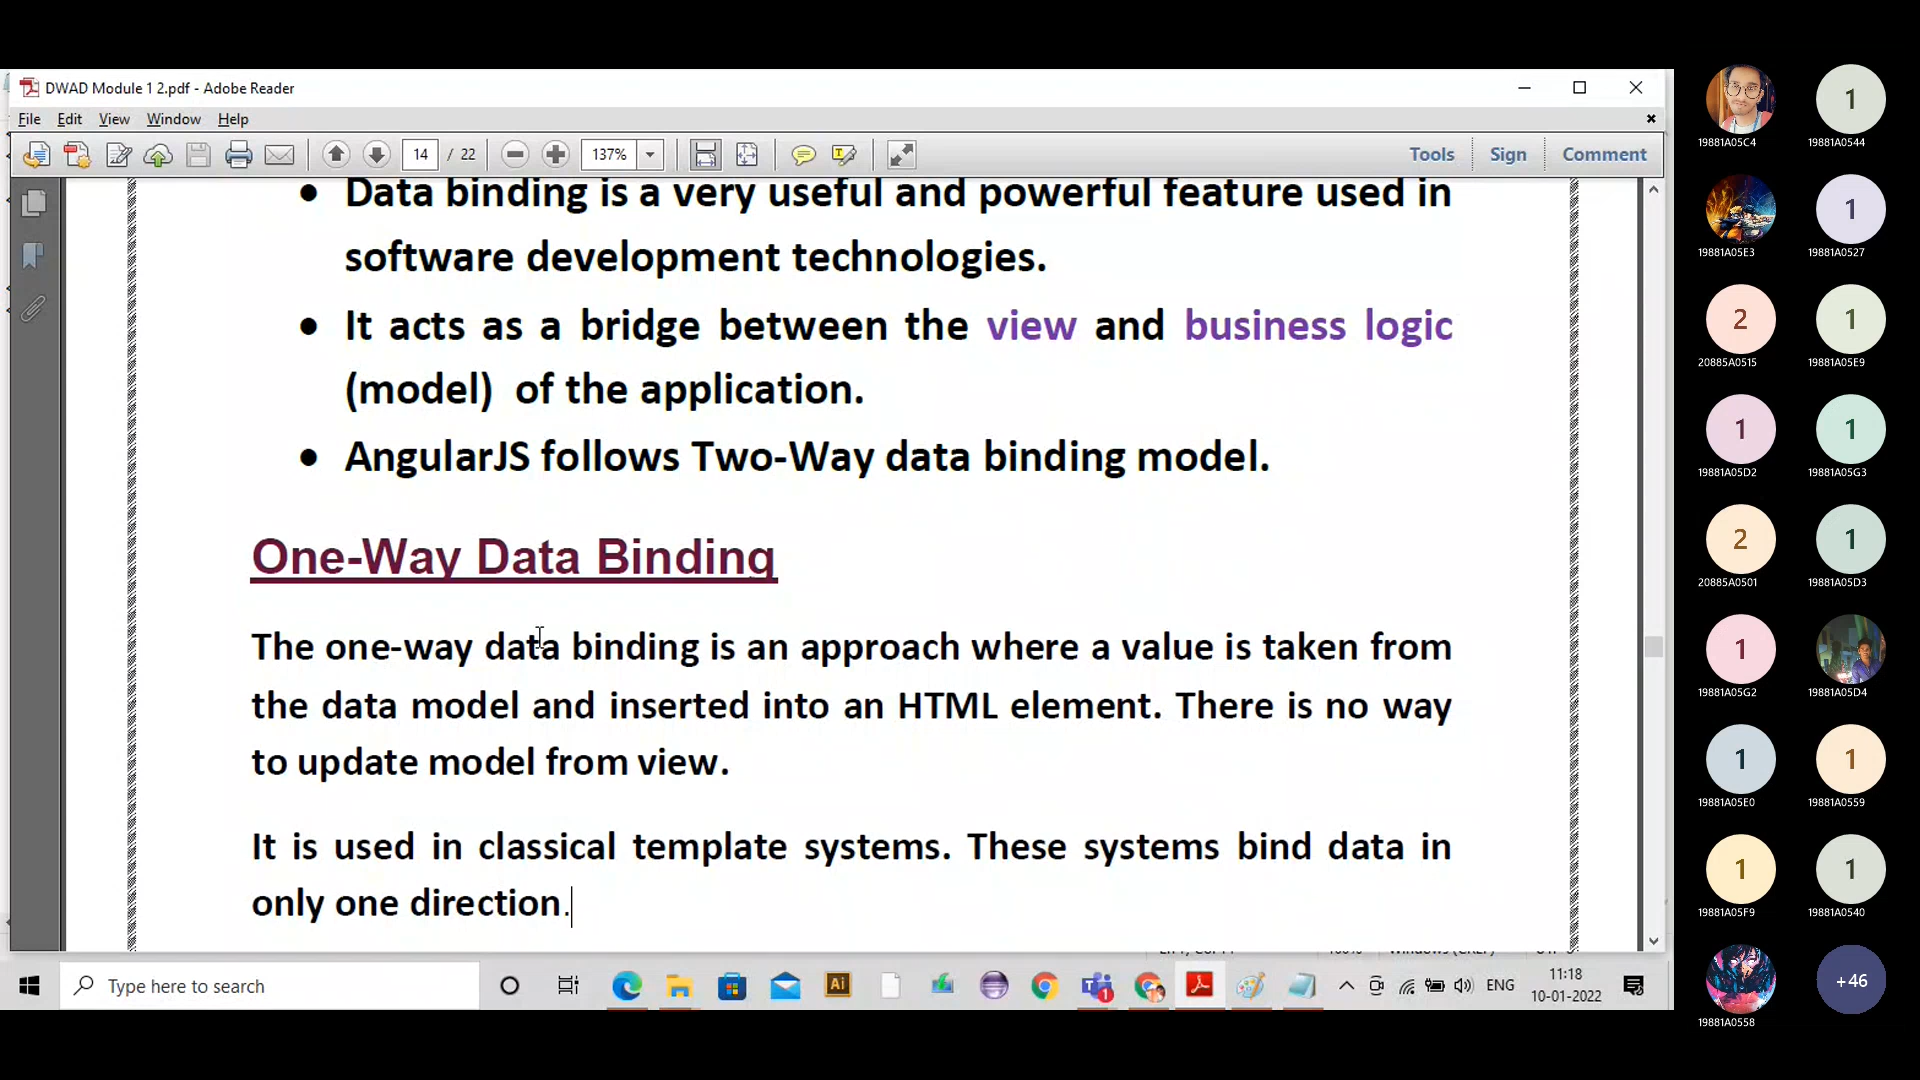 DWAD Module 1 2.pdf - Adobe Reader
File Edit View Window Help
14 / 22 137% Tools Sign Comment
• Data binding is a very useful and powerful feature used in
software development technologies.
• It acts as a bridge between the view and business logic
(model) of the application.
• AngularJS follows Two-Way data binding model.
One-Way Data Binding
The one-way data binding is an approach where a value is taken from
the data model and inserted into an HTML element. There is no way
to update model from view.
It is used in classical template systems. These systems bind data in
only one direction.
Type here to search
Ai
1
ENG
11:18
10-01-2022
1
19881A05C4 19881A0544
1
19881A05E3 19881A0527
2 1
20885A0515 19881A05E9
1 1
19881A05D2 19881A05G3
2 1
20885A0501 19881A05D3
1
19881A05G2 19881A05D4
1 1
19881A05E0 19881A0559
1 1
19881A05F9 19881A0540
+46
19881A0558